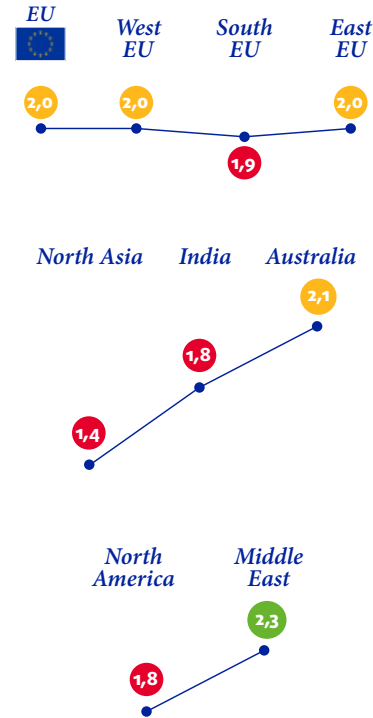 EU
West
EU
South
EU
East
EU
2,0
2,0
1,9
2,0
North Asia
India
Australia
1,4
1,8
2,1
North
America
Middle
East
1,8
2,3